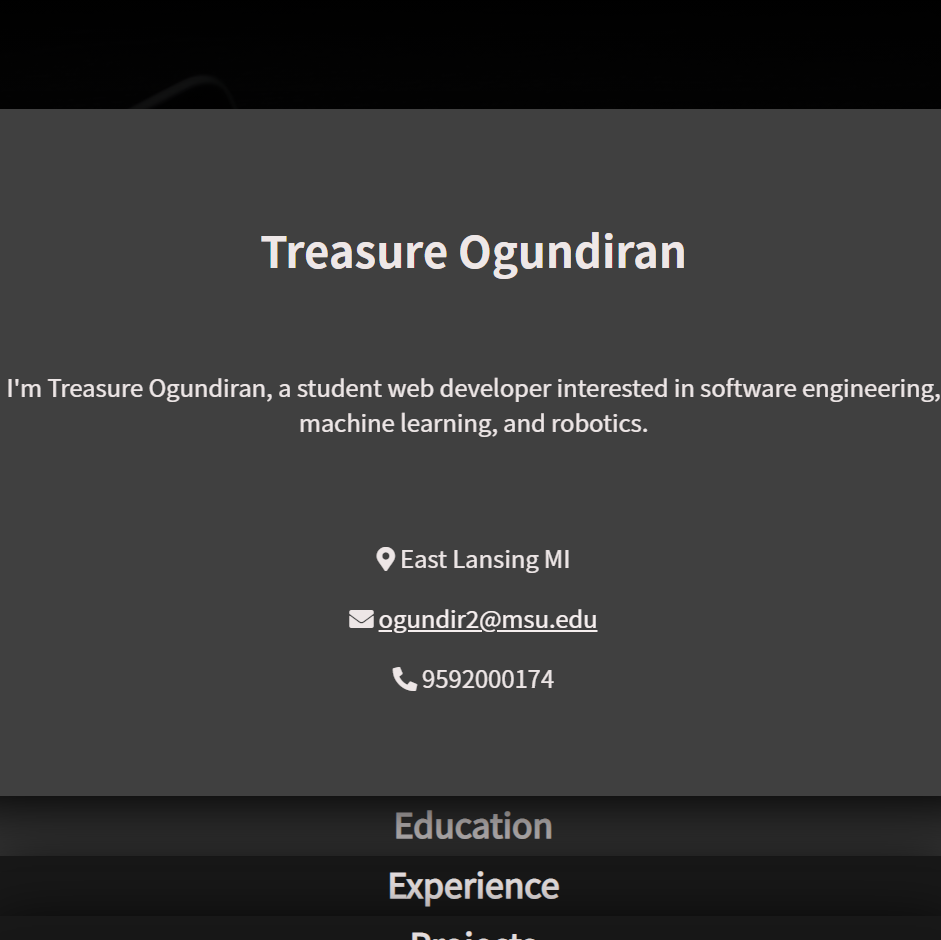 Treasure Ogundiran
I'm Treasure Ogundiran, a student web developer interested in software engineering,
machine learning, and robotics.
East Lansing MI
ogundir2@msu.edu
9592000174
Education
Experience
Projects